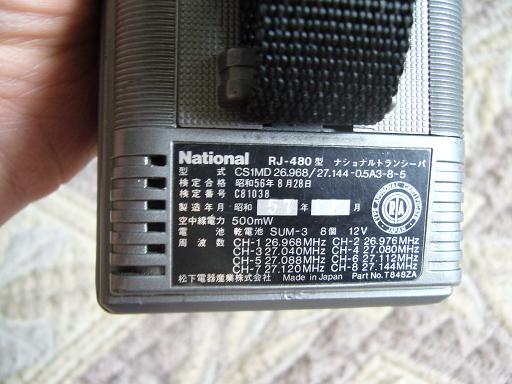 National RJ-480型 ナショナルトランシーバ
型式 CS1MD 26.968/27.144-0.5A3-8-5
検定合格 昭和56年8月28日
検定番号 C81038
製造年月 昭和 57年 月
空中線電力 500mW
電池 乾電池 SUM-3 8個 12V
周波数 CH-1 26.968MHz CH-2 26.976MHz
CH-3 27.040MHz CH-4 27.080MHz
CH-5 27.088MHz CH-6 27.112MHz
CH-7 27.120MHz CH-8 27.144MHz
松下電器産業株式会社 Made in Japan Part No.T848ZA
TYPE APPROVAL CERTIFICATE
JAPAN